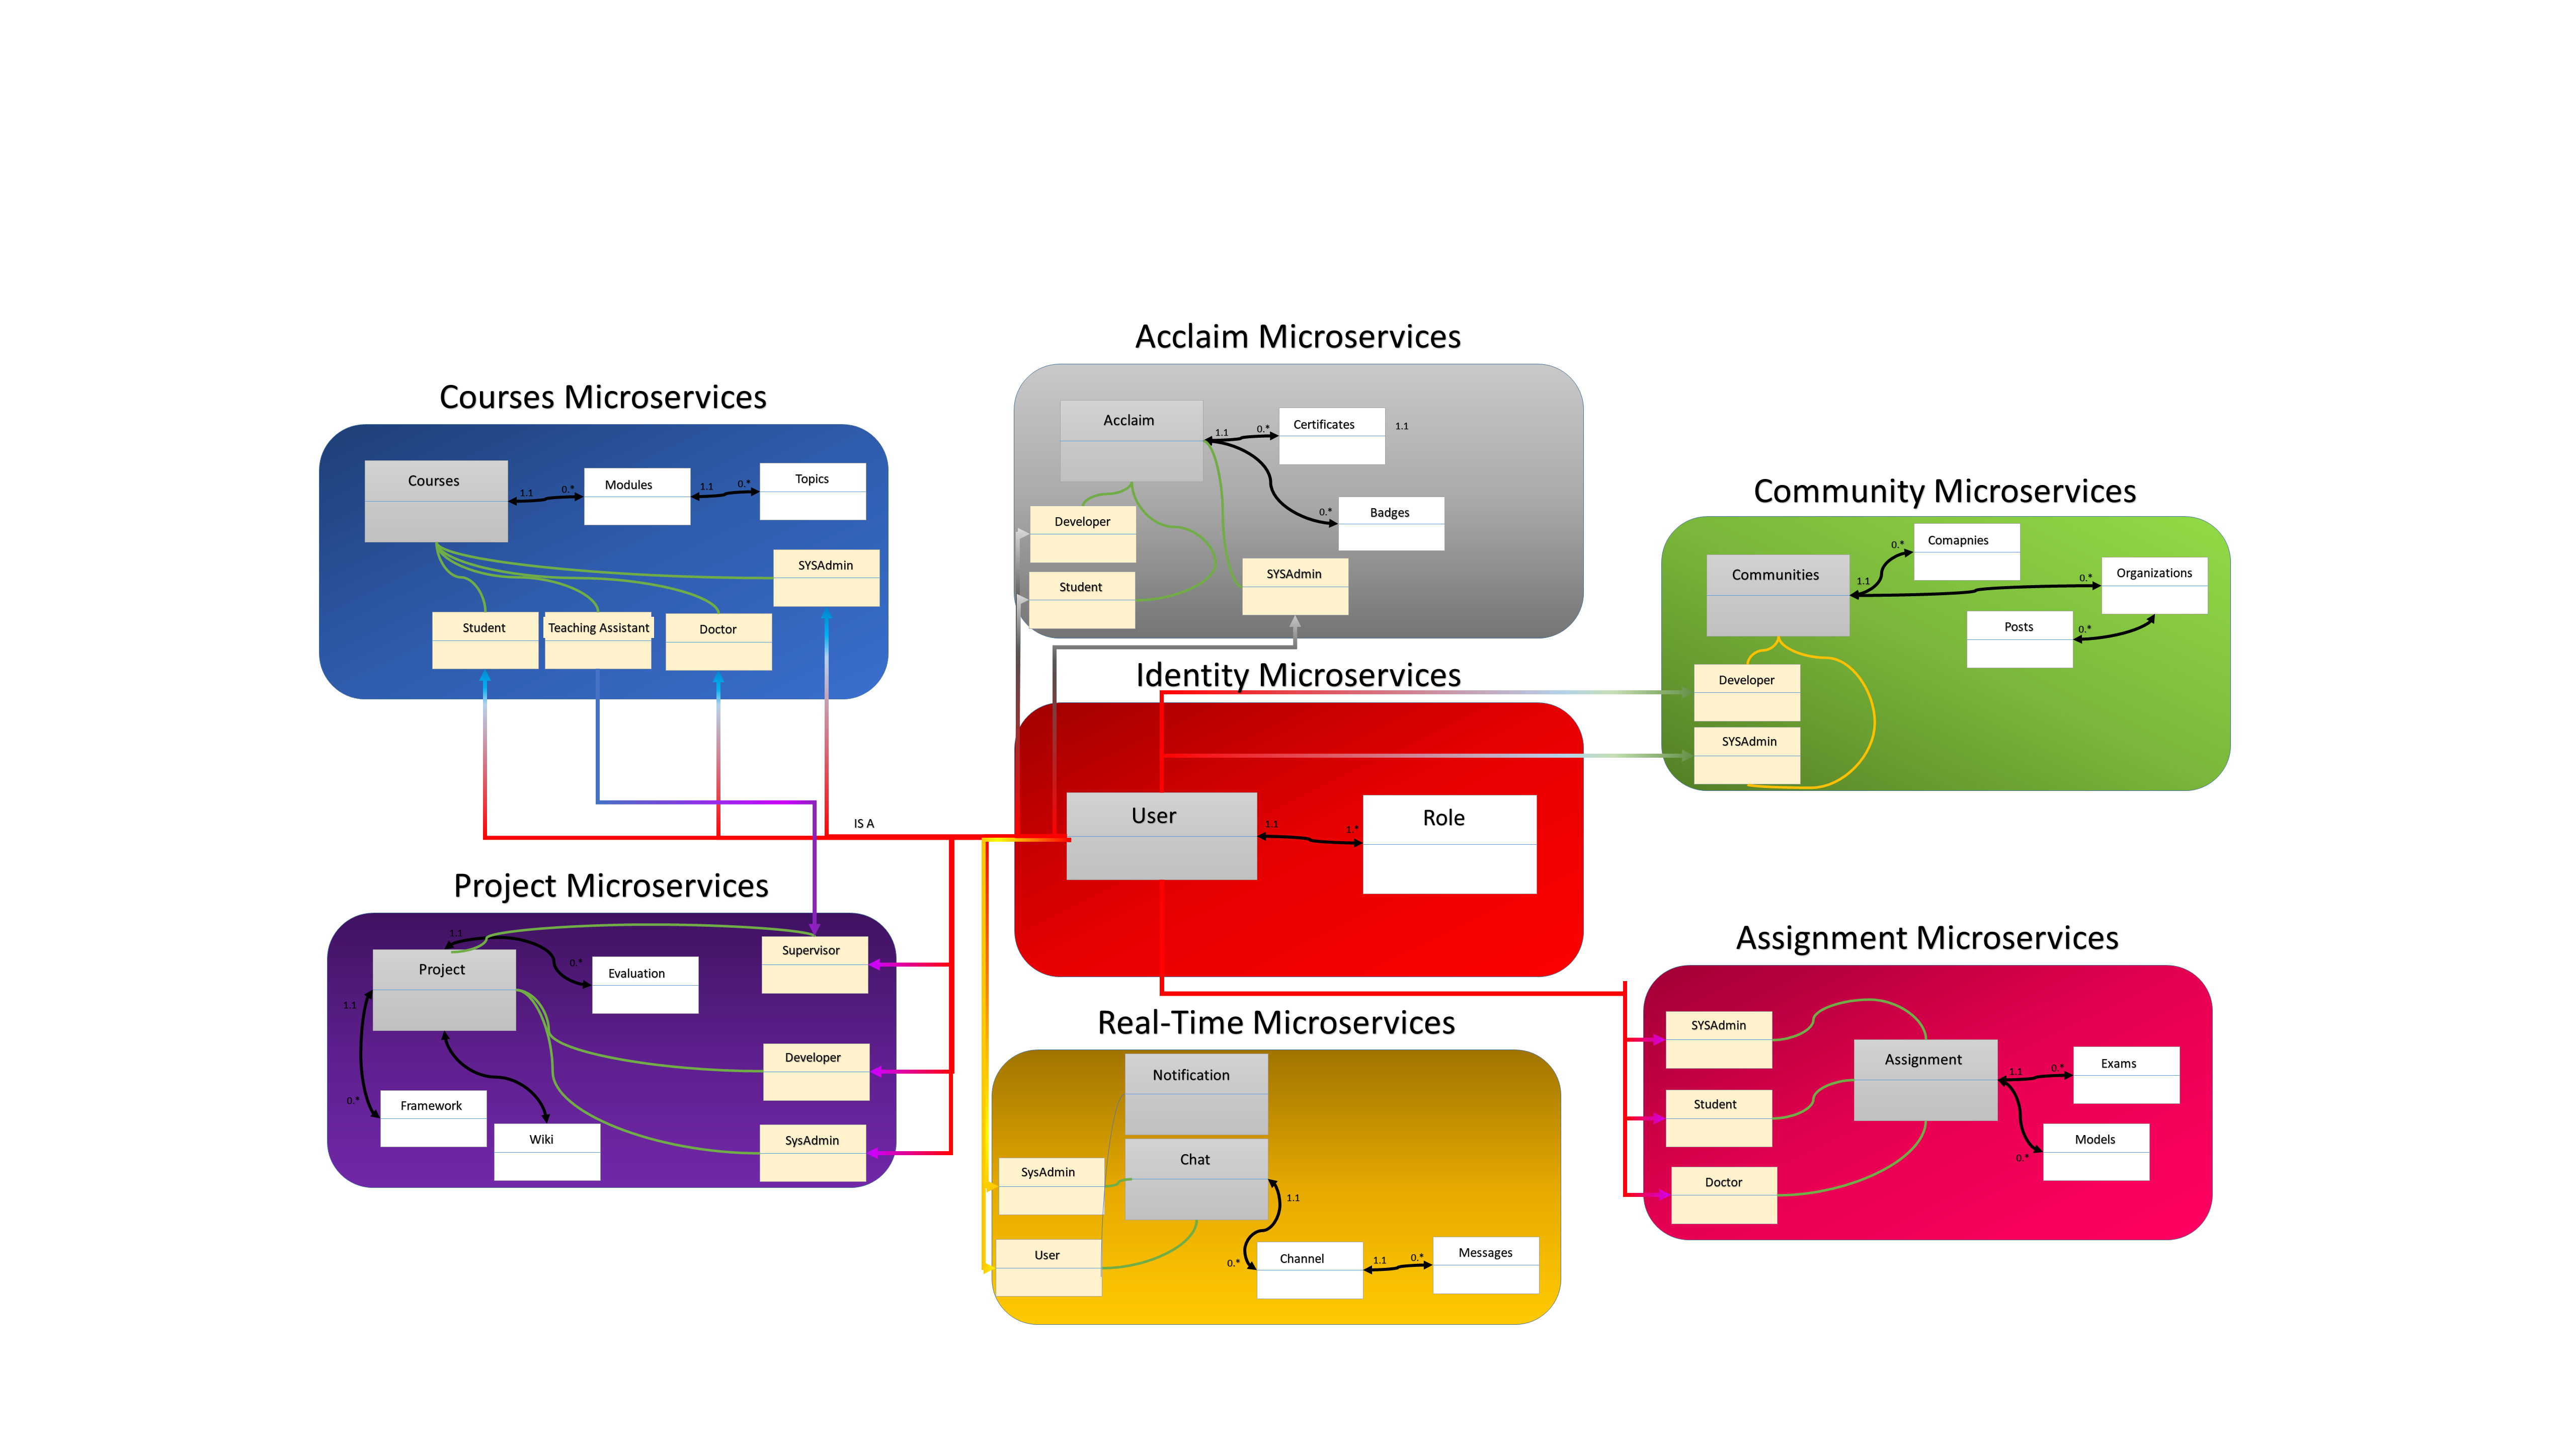 Acclaim Microservices
Acclaim
1.1
0.*
Certificates
1.1
0.*
Badges
Developer
Student
SYSAdmin
Courses Microservices
Courses
1.1
0.*
Modules
1.1
0.*
Topics
SYSAdmin
Student
Teaching Assistant
Doctor
Community Microservices
Communities
1.1
0.*
Comapnies
0.*
Organizations
Posts
0.*
Developer
SYSAdmin
Identity Microservices
User
1.1
1.*
Role
IS A
Project Microservices
1.1
Project
0.*
Evaluation
Supervisor
1.1
0.*
Framework
Wiki
Developer
SysAdmin
Real-Time Microservices
Notification
Chat
SysAdmin
User
1.1
0.*
Channel
1.1
0.*
Messages
Assignment Microservices
SYSAdmin
Student
Doctor
Assignment
1.1
0.*
Exams
0.*
Models